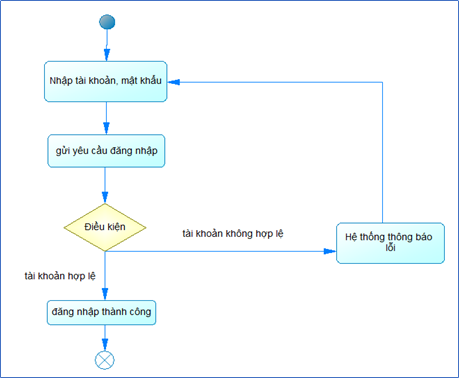 Nhập tài khoản, mật khẩu
gửi yêu cầu đăng nhập
Điều kiện
tài khoản không hợp lệ
Hệ thống thông báo
lỗi
tài khoản hợp lệ
đăng nhập thành công